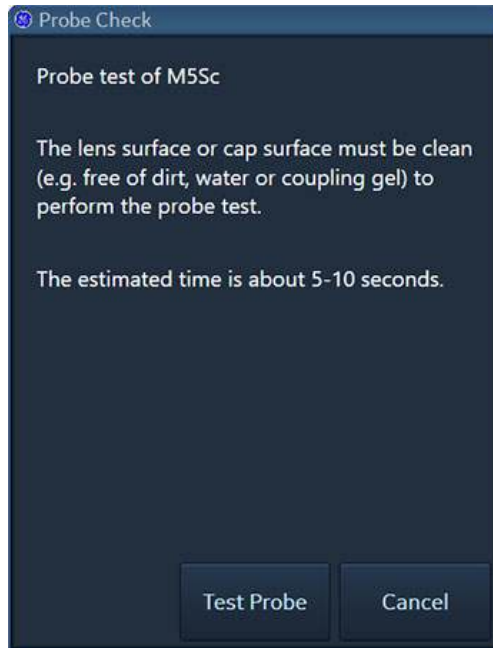 Probe Check
Probe test of M5Sc
The lens surface or cap surface must be clean
(e.g. free of dirt, water or coupling gel) to
perform the probe test.
The estimated time is about 5-10 seconds.
Test Probe
Cancel